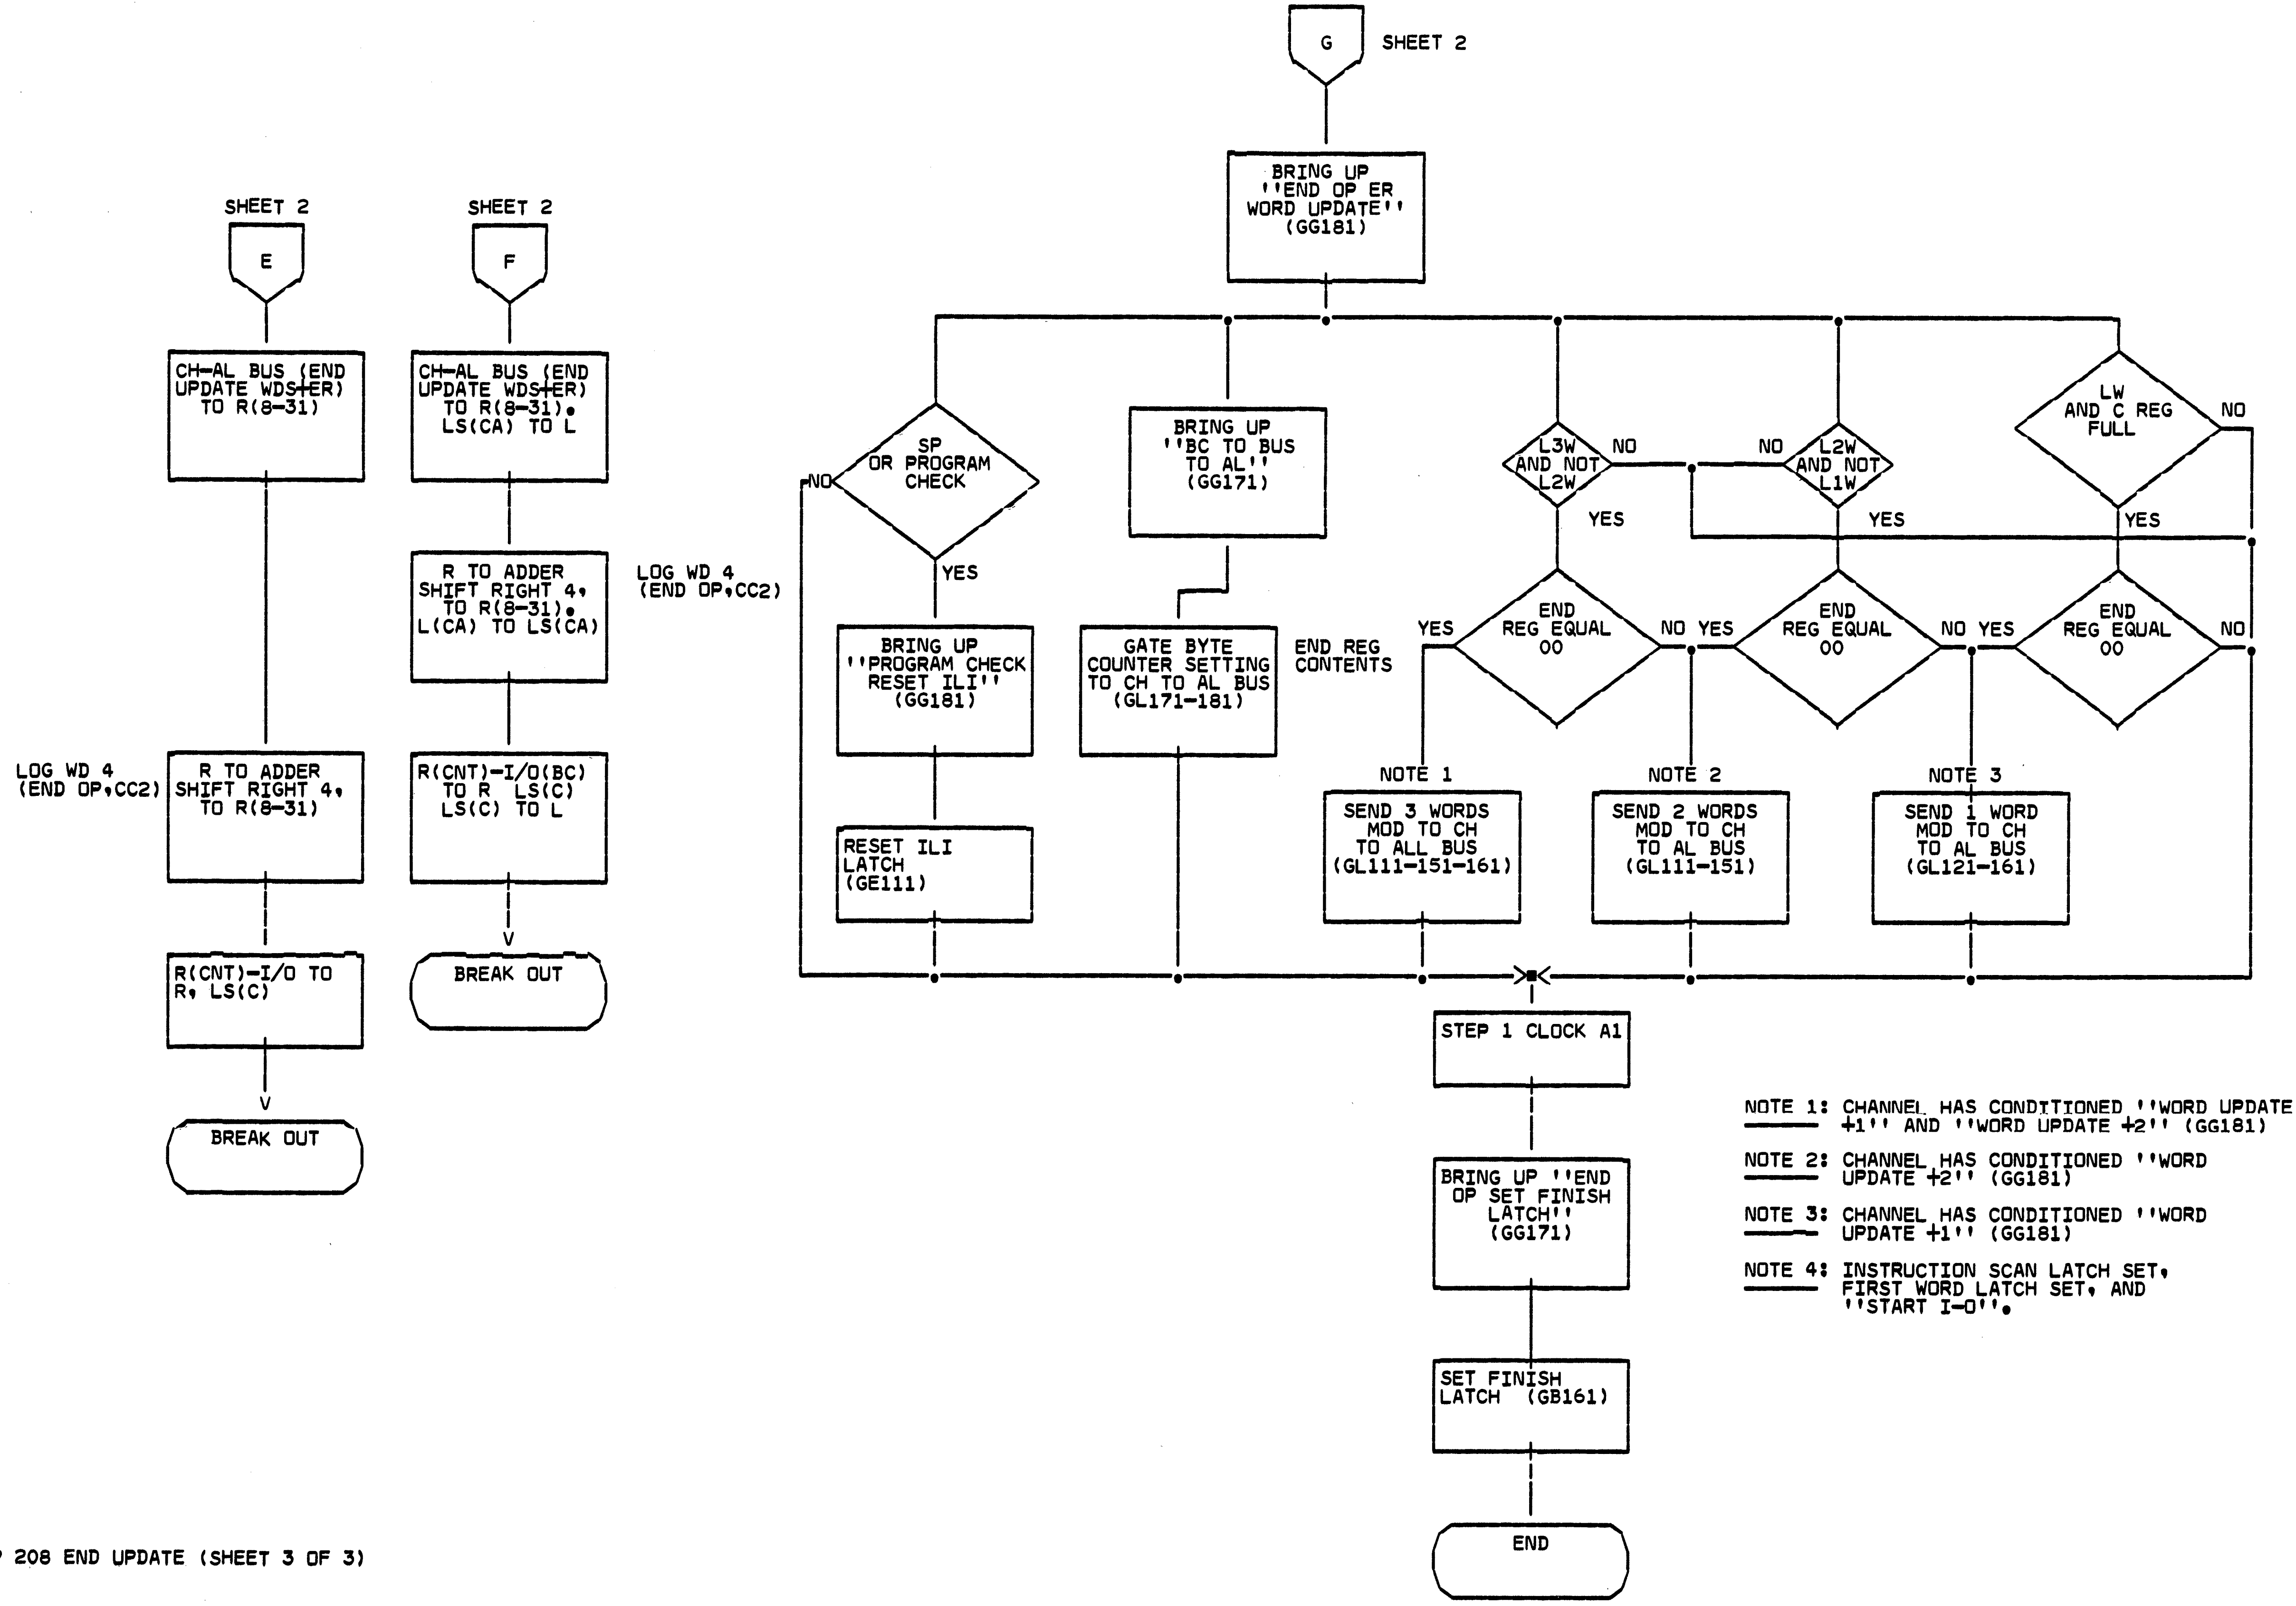 G
SHEET 2
BRING UP
''END OP ER
WORD UPDATE''
(GG181)
SHEET 2
E
CH-AL BUS (END
UPDATE WDS+ER)
TO R(8-31)
LOG WD 4
(END OP,CC2)
R TO ADDER
SHIFT RIGHT 4,
TO R(8-31)
R(CNT)-I/O TO
R, LS(C)
BREAK OUT
SHEET 2
F
CH-AL BUS (END
UPDATE WDS+ER)
TO R(8-31).
LS(CA) TO L
R TO ADDER
SHIFT RIGHT 4,
TO R(8-31).
L(CA) TO LS(CA)
LOG WD 4
(END OP,CC2)
R(CNT)-I/O(BC)
TO R  LS(C)
LS(C) TO L
BREAK OUT
SP
OR PROGRAM
CHECK
NO
YES
BRING UP
''PROGRAM CHECK
RESET ILI''
(GG181)
RESET ILI
LATCH
(GE111)
BRING UP
''BC TO BUS
TO AL''
(GG171)
GATE BYTE
COUNTER SETTING
TO CH TO AL BUS
(GL171-181)
END REG
CONTENTS
L3W
AND NOT
L2W
NO
YES
L2W
AND NOT
L1W
NO
YES
LW
AND C REG
FULL
NO
YES
END
REG EQUAL
00
YES
NO
END
REG EQUAL
00
YES
NO
END
REG EQUAL
00
YES
NO
NOTE 1
SEND 3 WORDS
MOD TO CH
TO ALL BUS
(GL111-151-161)
NOTE 2
SEND 2 WORDS
MOD TO CH
TO AL BUS
(GL111-151)
NOTE 3
SEND 1 WORD
MOD TO CH
TO AL BUS
(GL121-161)
STEP 1 CLOCK A1
BRING UP ''END
OP SET FINISH
LATCH''
(GG171)
SET FINISH
LATCH  (GB161)
END
NOTE 1: CHANNEL HAS CONDITIONED ''WORD UPDATE
+1'' AND ''WORD UPDATE +2'' (GG181)
NOTE 2: CHANNEL HAS CONDITIONED ''WORD
UPDATE +2'' (GG181)
NOTE 3: CHANNEL HAS CONDITIONED ''WORD
UPDATE +1'' (GG181)
NOTE 4: INSTRUCTION SCAN LATCH SET,
FIRST WORD LATCH SET, AND
''START I-O''.
208 END UPDATE (SHEET 3 OF 3)